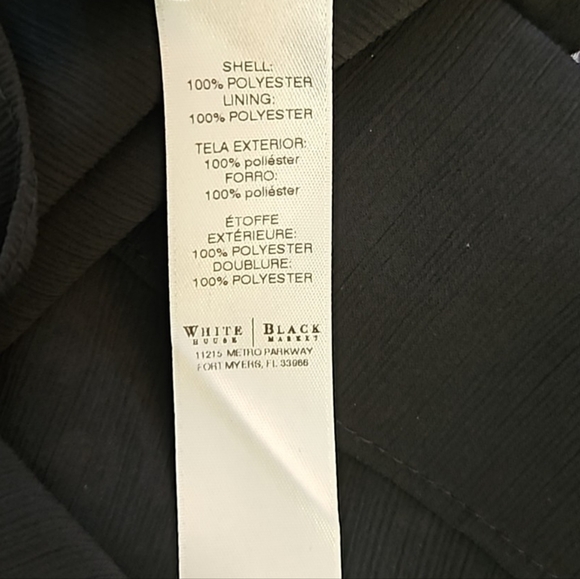 SHELL:
100% POLYESTER
LINING:
100% POLYESTER
TELA EXTERIOR:
100% poliéster
FORRO:
100% poliéster
ÉTOFFE
EXTÉRIEURE:
100% POLYESTER
DOUBLURE:
100% POLYESTER
WHITE | BLACK
HOUSE MARKET
11215 METRO PARKWAY
FORT MYERS, FL 33966